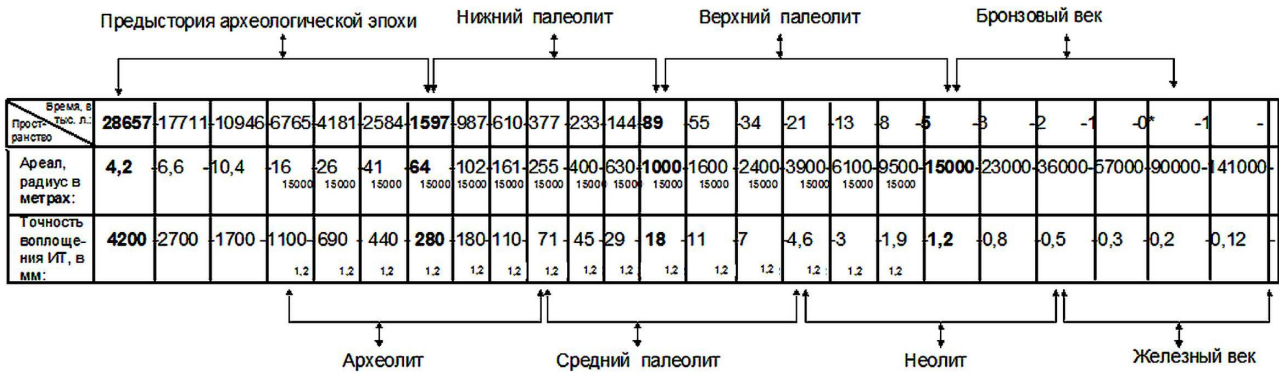 Предыстория археологической эпохи Нижний палеолит Верхний палеолит Бронзовый век
Время, в тыс. л.: Прост-ранство 28657 -17711 -10946 -6765 -4181 -2584 -1597 -987 -610 -377 -233 -144 -89 -55 -34 -21 -13 -8 -5 -3 -2 -1 -0* -1 -
Ареал, 4,2 -6,6 -10,4 -16 -26 -41 -64 -102 -161 -255 -400 -630 -1000 -1600 -2400 -3900 -6100 -9500 -15000 -23000 -36000 -57000 -90000 -141000 -
радиус в 15000 15000 15000 15000 15000 15000 15000 15000 15000 15000 15000 15000 15000 15000 15000
метрах:
Точность
воплоще- 4200 -2700 -1700 -1100 -690 -440 -280 -180 -110 -71 -45 -29 -18 -11 -7 -4,6 -3 -1,9 -1,2 -0,8 -0,5 -0,3 -0,2 -0,12 -
ния ИТ, в
мм: 1,2 1,2 1,2 1,2 1,2 1,2 1,2 1,2 1,2 1,2 1,2 1,2 1,2 1,2 1,2
Археолит Средний палеолит Неолит Железный век